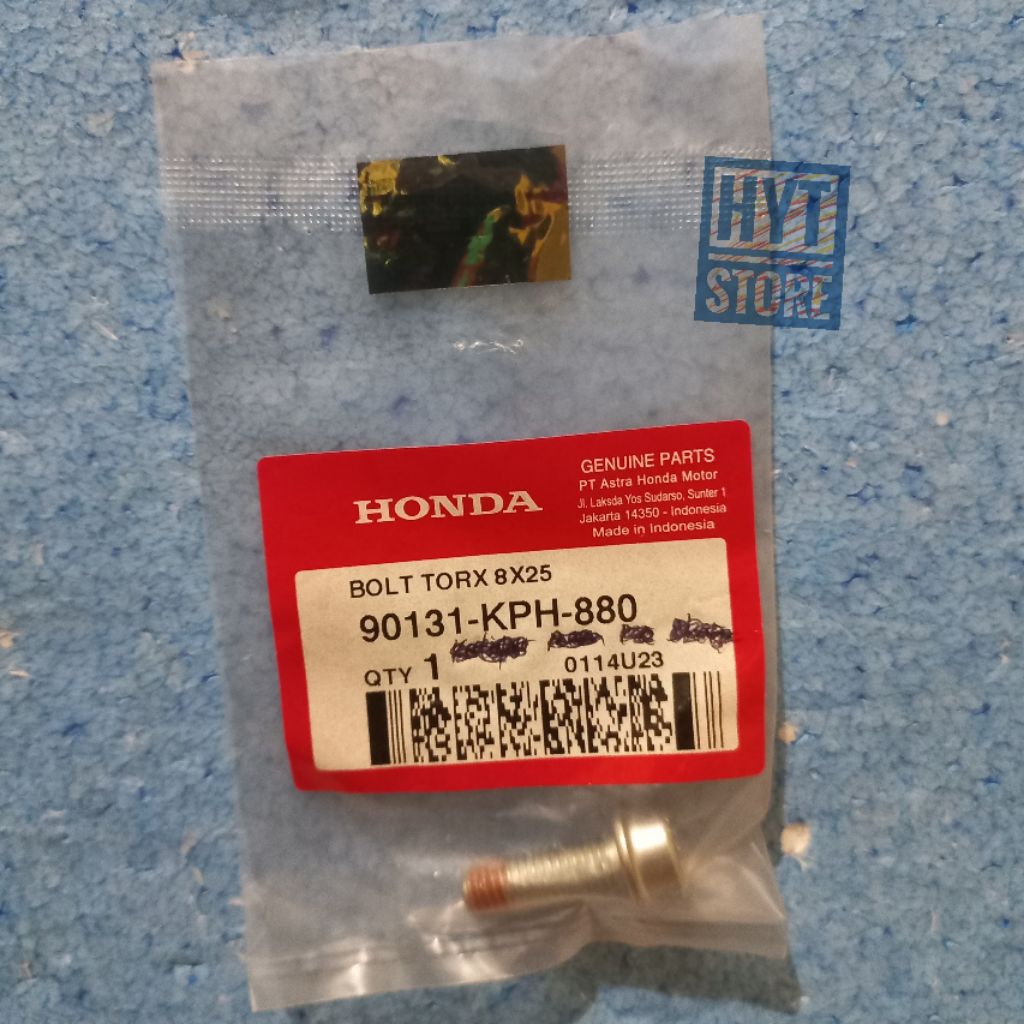 HYT
STORE
HONDA
GENUINE PARTS
PT Astra Honda Motor
Jl. Laksda Yos Sudarso, Sunter 1
Jakarta 14350 - Indonesia
Made in Indonesia
BOLT TORX 8X25
90131-KPH-880
QTY 1
0114U23